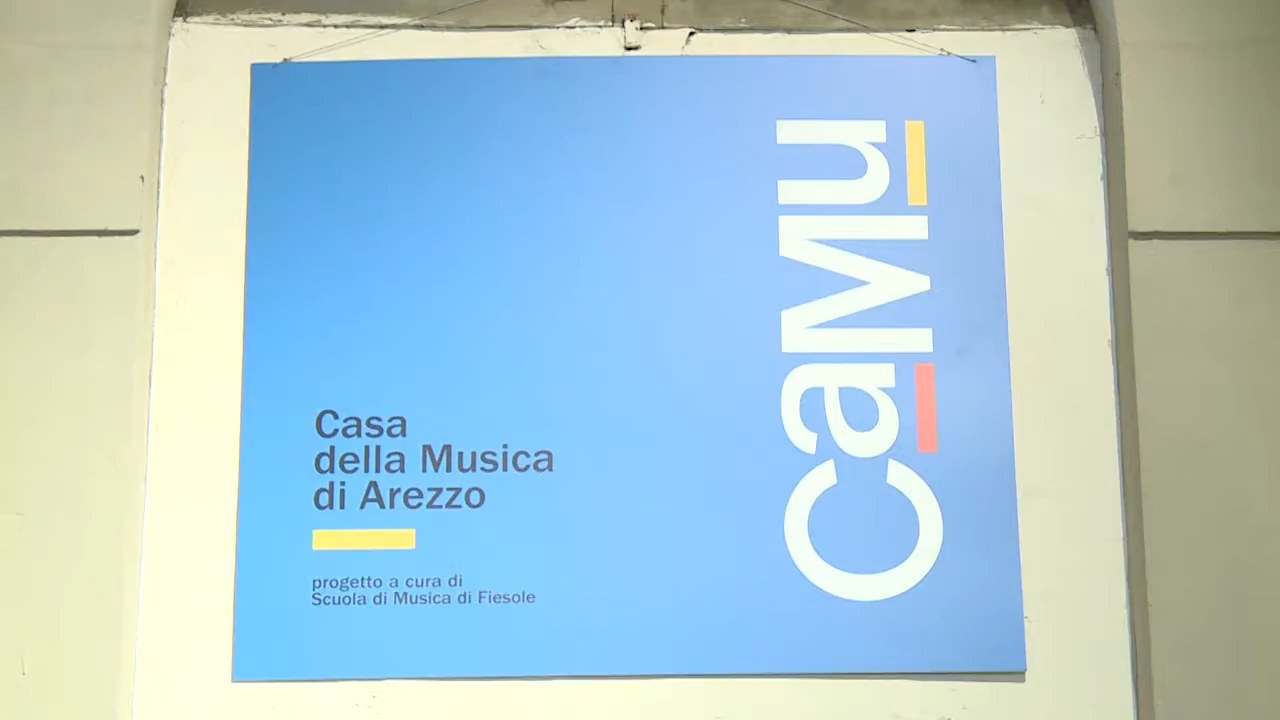 Casa
della Musica
di Arezzo
progetto a cura di
Scuola di Musica di Fiesole
CaMu